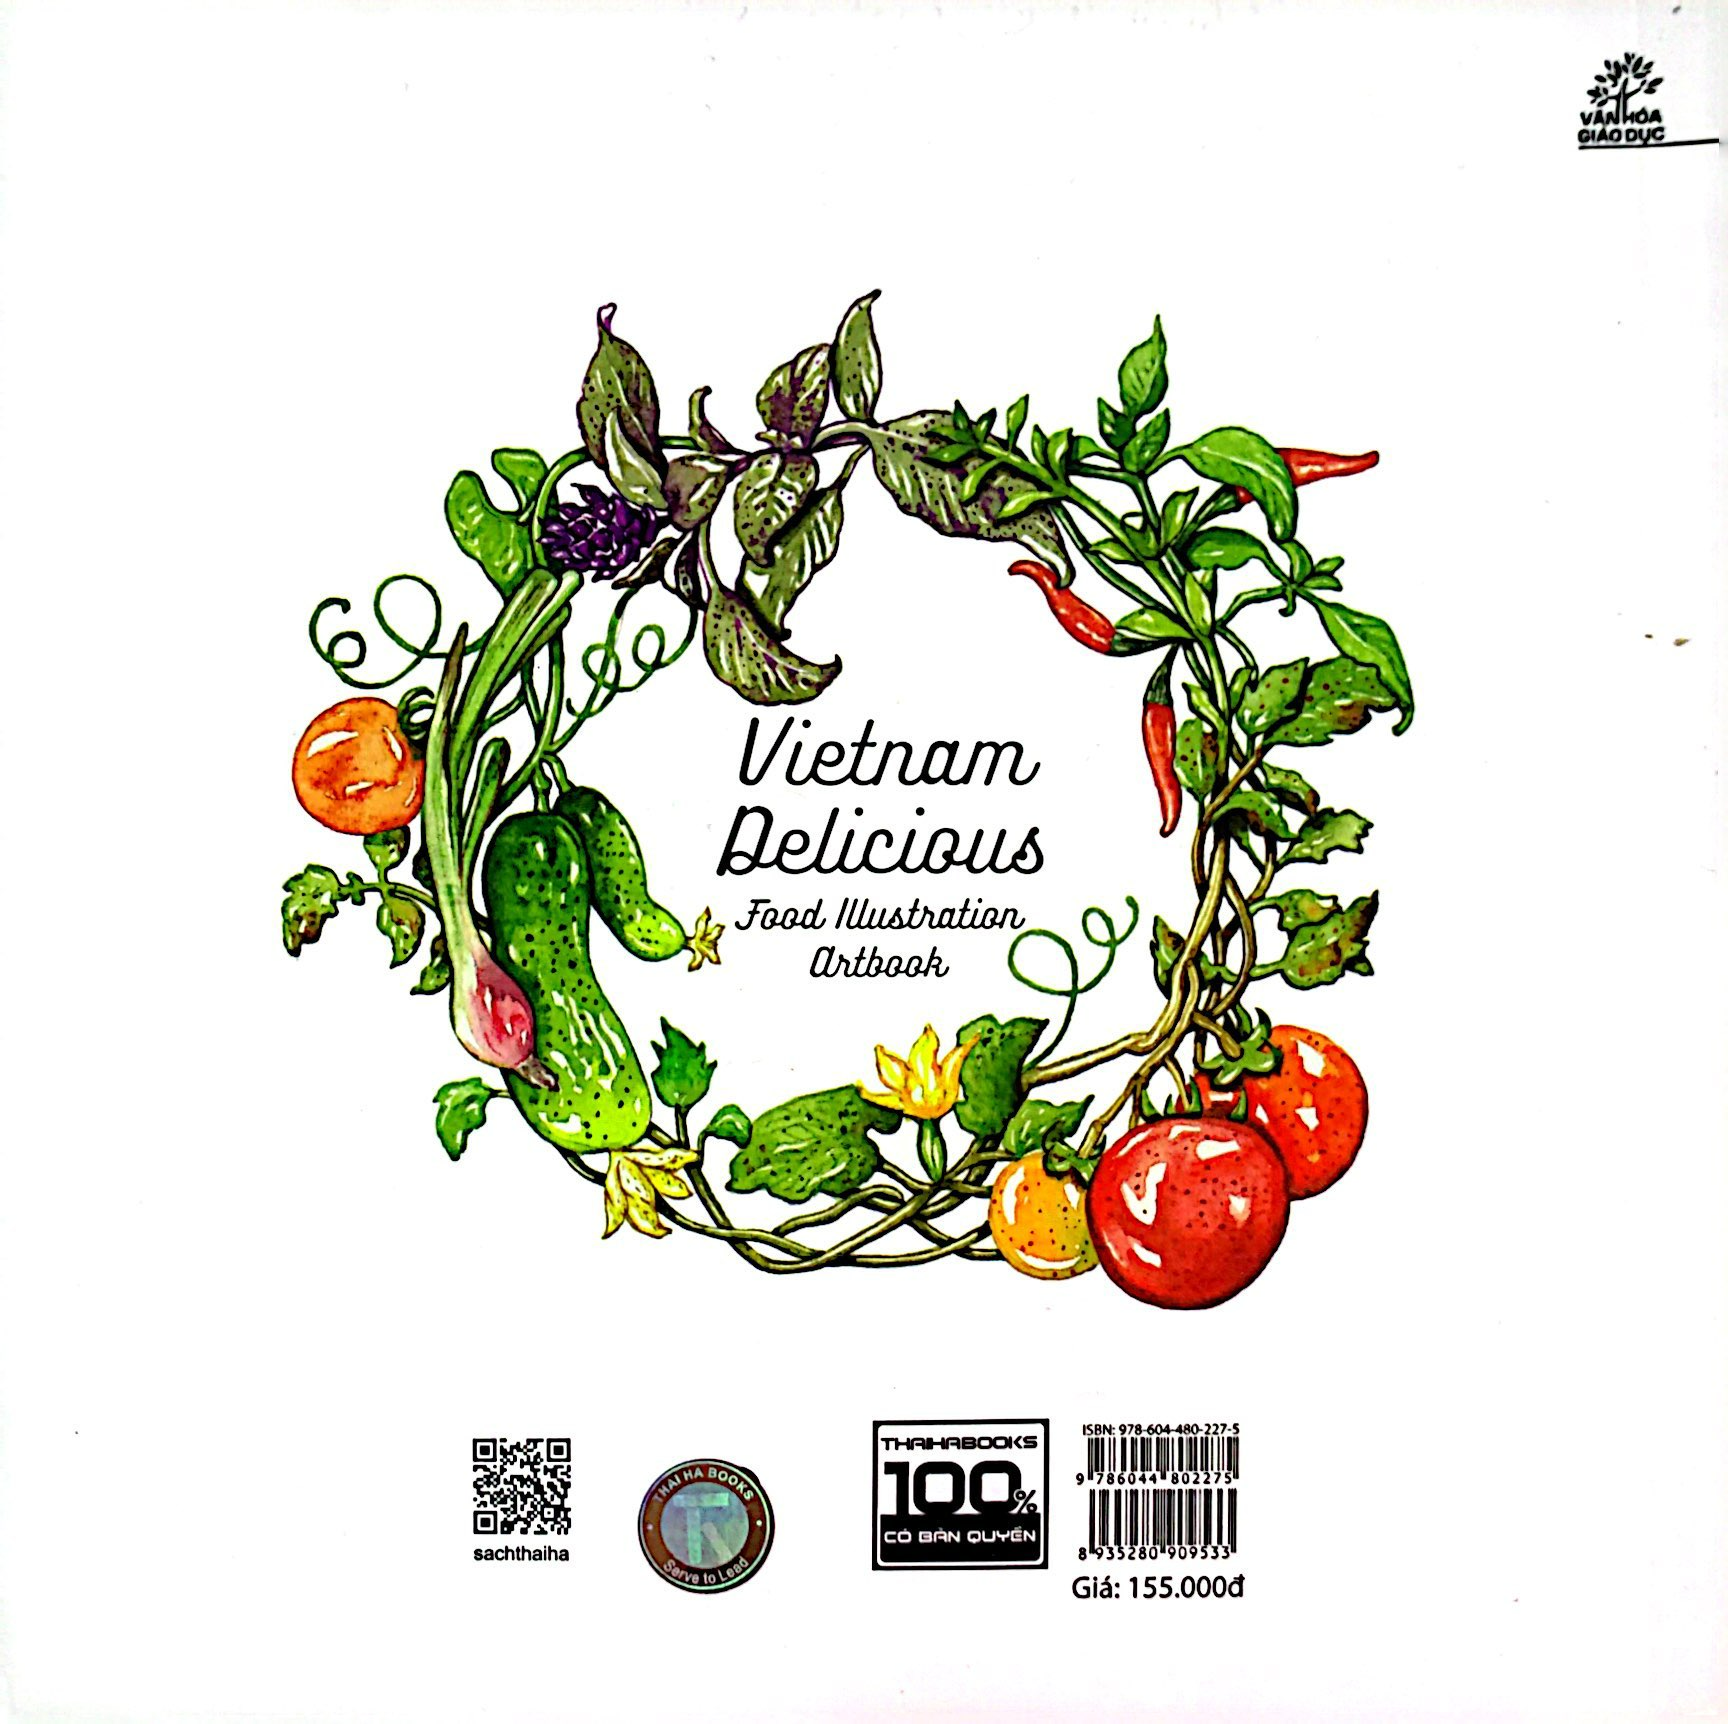 VĂN HÓA
GIÁO DỤC
Vietnam
Delicious
Food Illustration
Artbook
sachthaiha
THAI HA BOOKS
Serve to Lead
THAIHABOOKS
100%
CÓ BẢN QUYỀN
ISBN: 978-604-480-227-5
9 786044 802275
8 935280 909533
Giá: 155.000đ